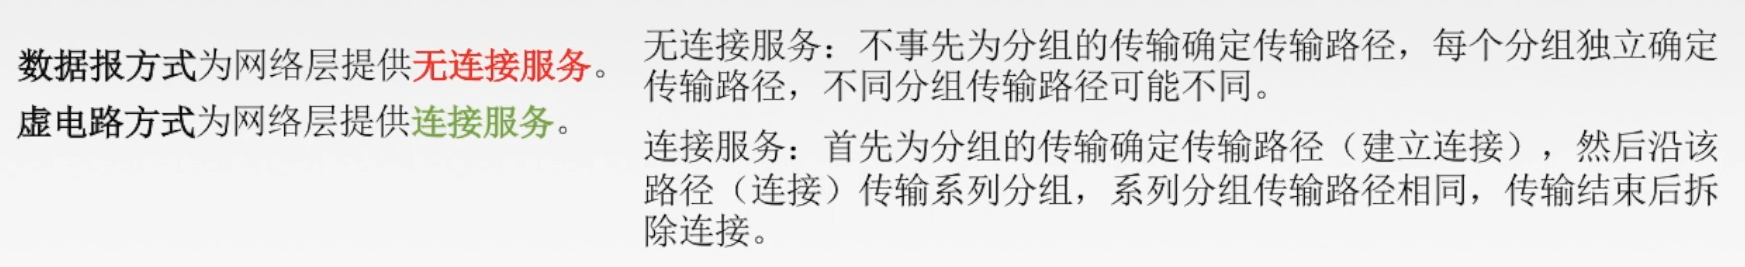 数据报方式为网络层提供无连接服务。
虚电路方式为网络层提供连接服务。
无连接服务：不事先为分组的传输确定传输路径，每个分组独立确定
传输路径，不同分组传输路径可能不同。
连接服务：首先为分组的传输确定传输路径（建立连接），然后沿该
路径（连接）传输系列分组，系列分组传输路径相同，传输结束后拆
除连接。